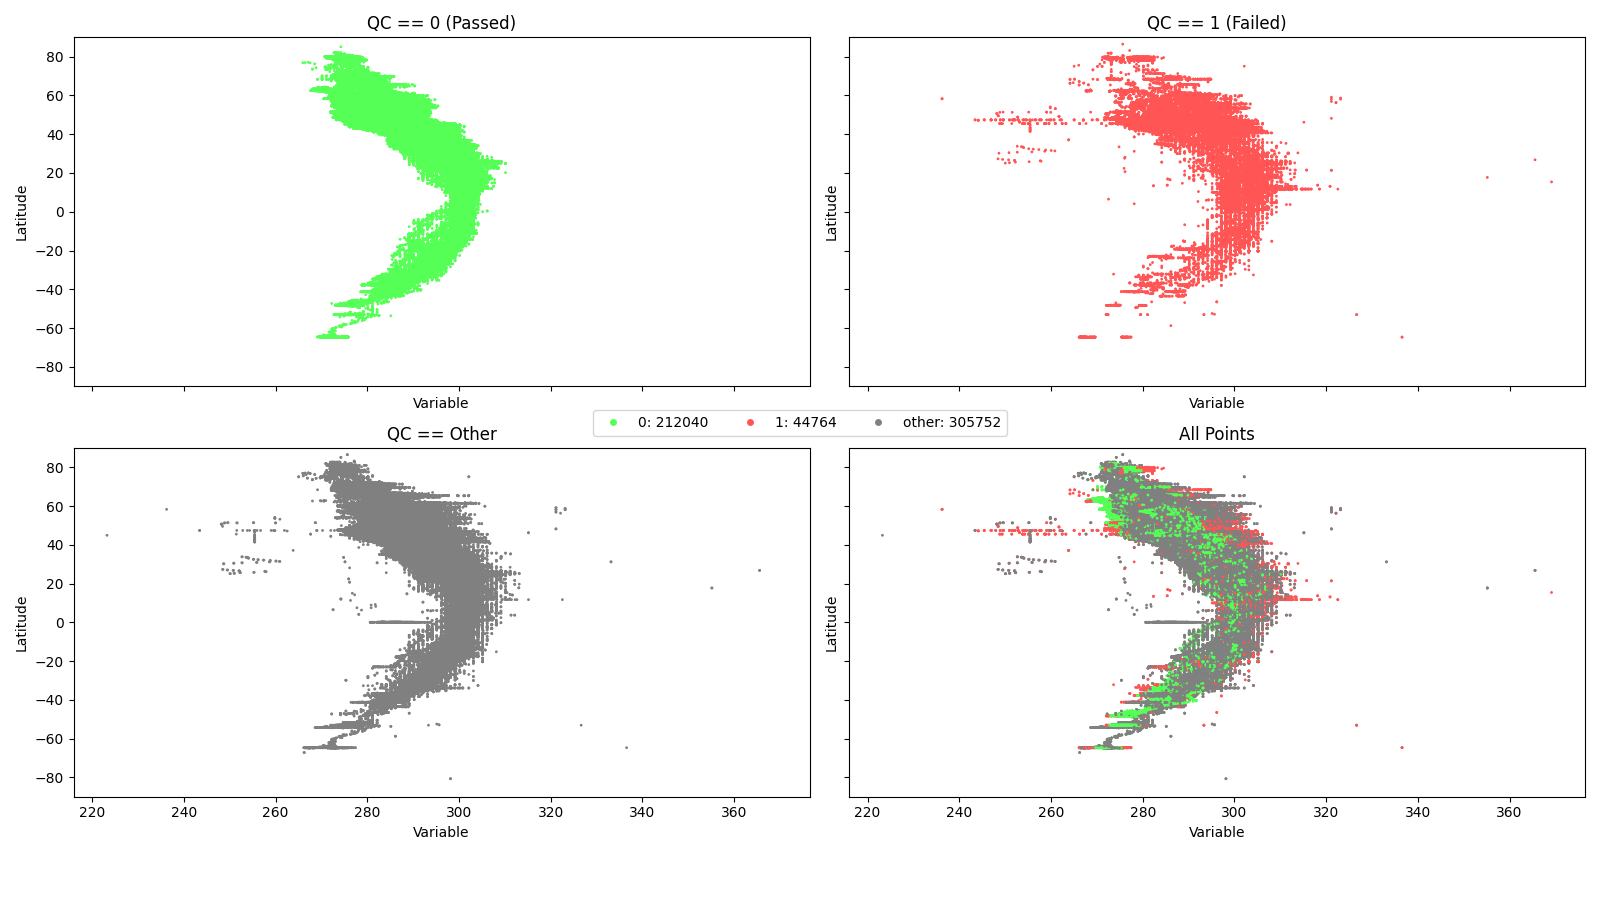 QC == 0 (Passed)
QC == 1 (Failed)
80
60
40
20
0
−20
−40
−60
−80
Latitude
Latitude
Variable
Variable
0: 212040
1: 44764
other: 305752
QC == Other
All Points
80
60
40
20
0
−20
−40
−60
−80
Latitude
Latitude
220 240 260 280 300 320 340 360
220 240 260 280 300 320 340 360
Variable
Variable